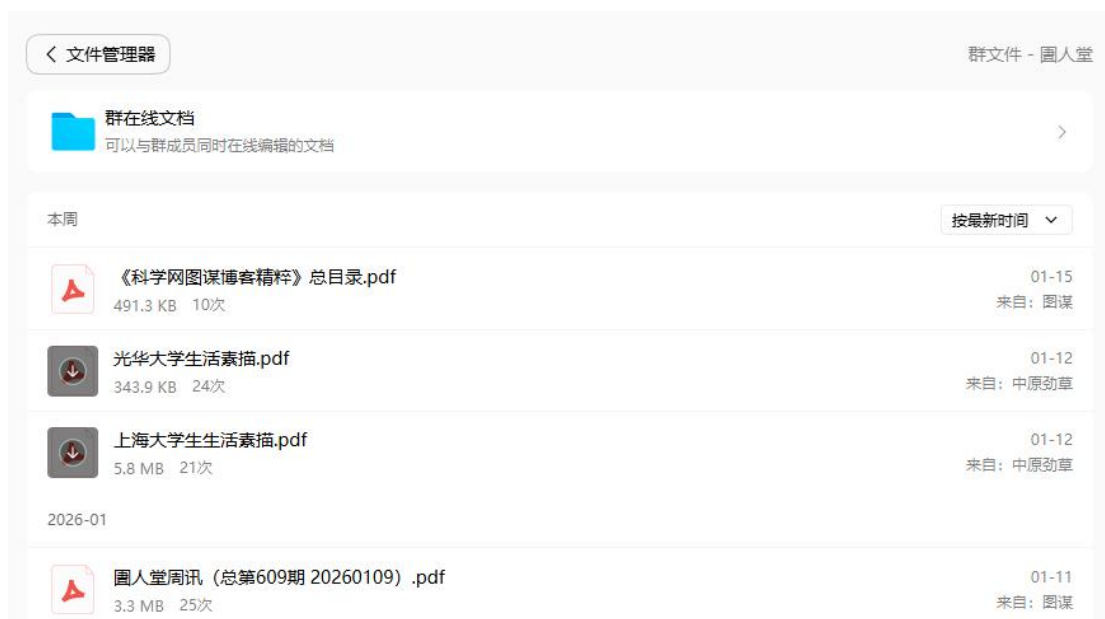 文件管理器
群文件 - 圕人堂
群在线文档
可以与群成员同时在线编辑的文档
本周
按最新时间
《科学网图谋博客精粹》总目录.pdf
01-15
491.3 KB 10次
来自：图谋
光华大学生活素描.pdf
01-12
343.9 KB 24次
来自：中原劲草
上海大学生生活素描.pdf
01-12
5.8 MB 21次
来自：中原劲草
2026-01
圕人堂周讯（总第609期 20260109）.pdf
01-11
3.3 MB 25次
来自：图谋